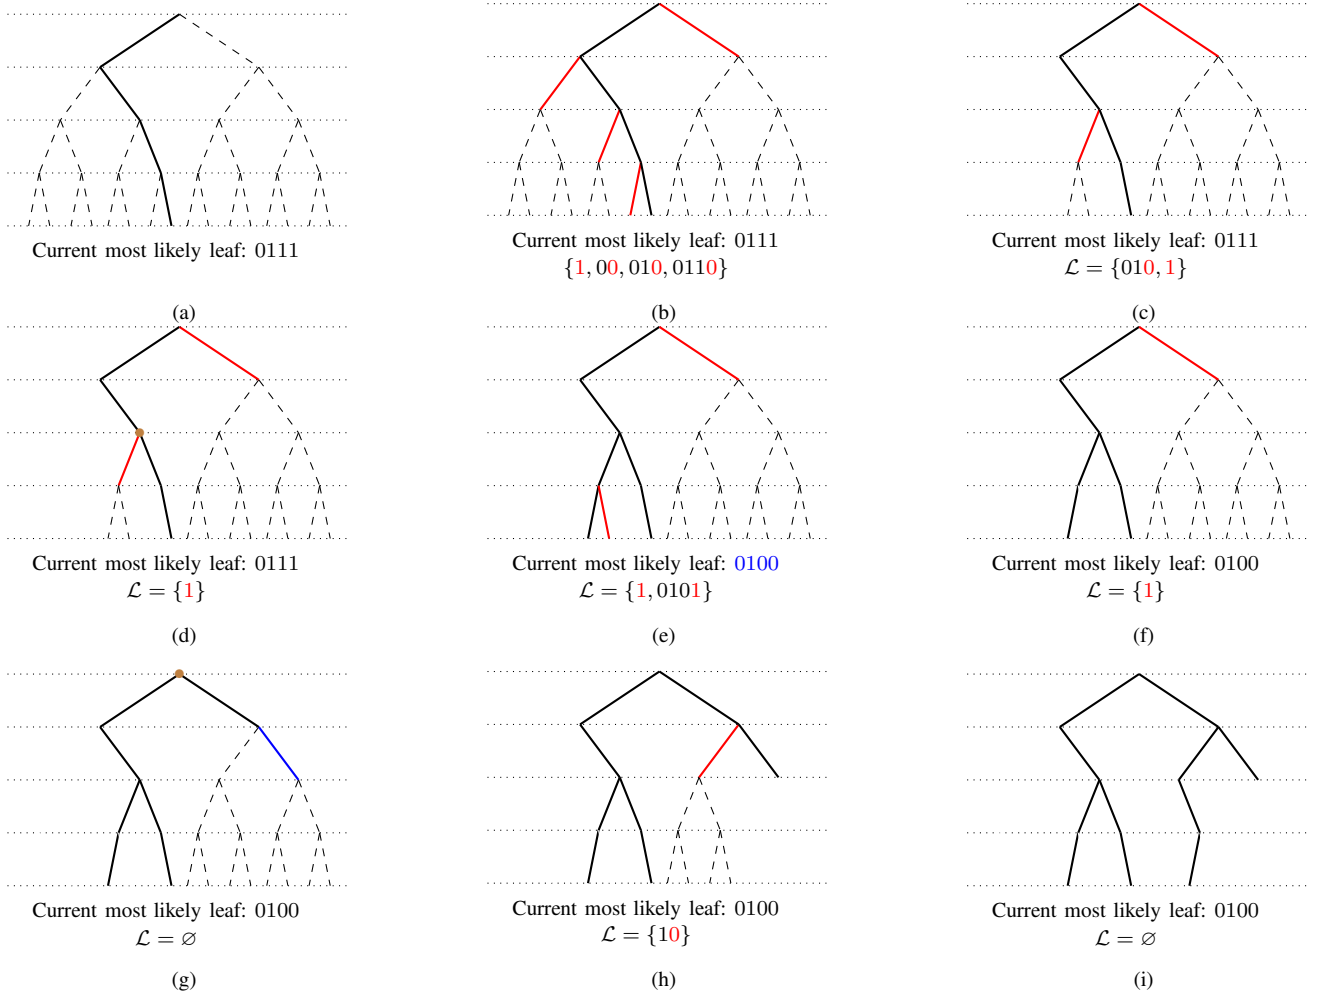 Current most likely leaf: 0111
(a)
Current most likely leaf: 0111
{1, 00, 010, 0110}
(b)
Current most likely leaf: 0111
ℒ = {010, 1}
(c)
Current most likely leaf: 0111
ℒ = {1}
(d)
Current most likely leaf: 0100
ℒ = {1, 0101}
(e)
Current most likely leaf: 0100
ℒ = {1}
(f)
Current most likely leaf: 0100
ℒ = ∅
(g)
Current most likely leaf: 0100
ℒ = {10}
(h)
Current most likely leaf: 0100
ℒ = ∅
(i)